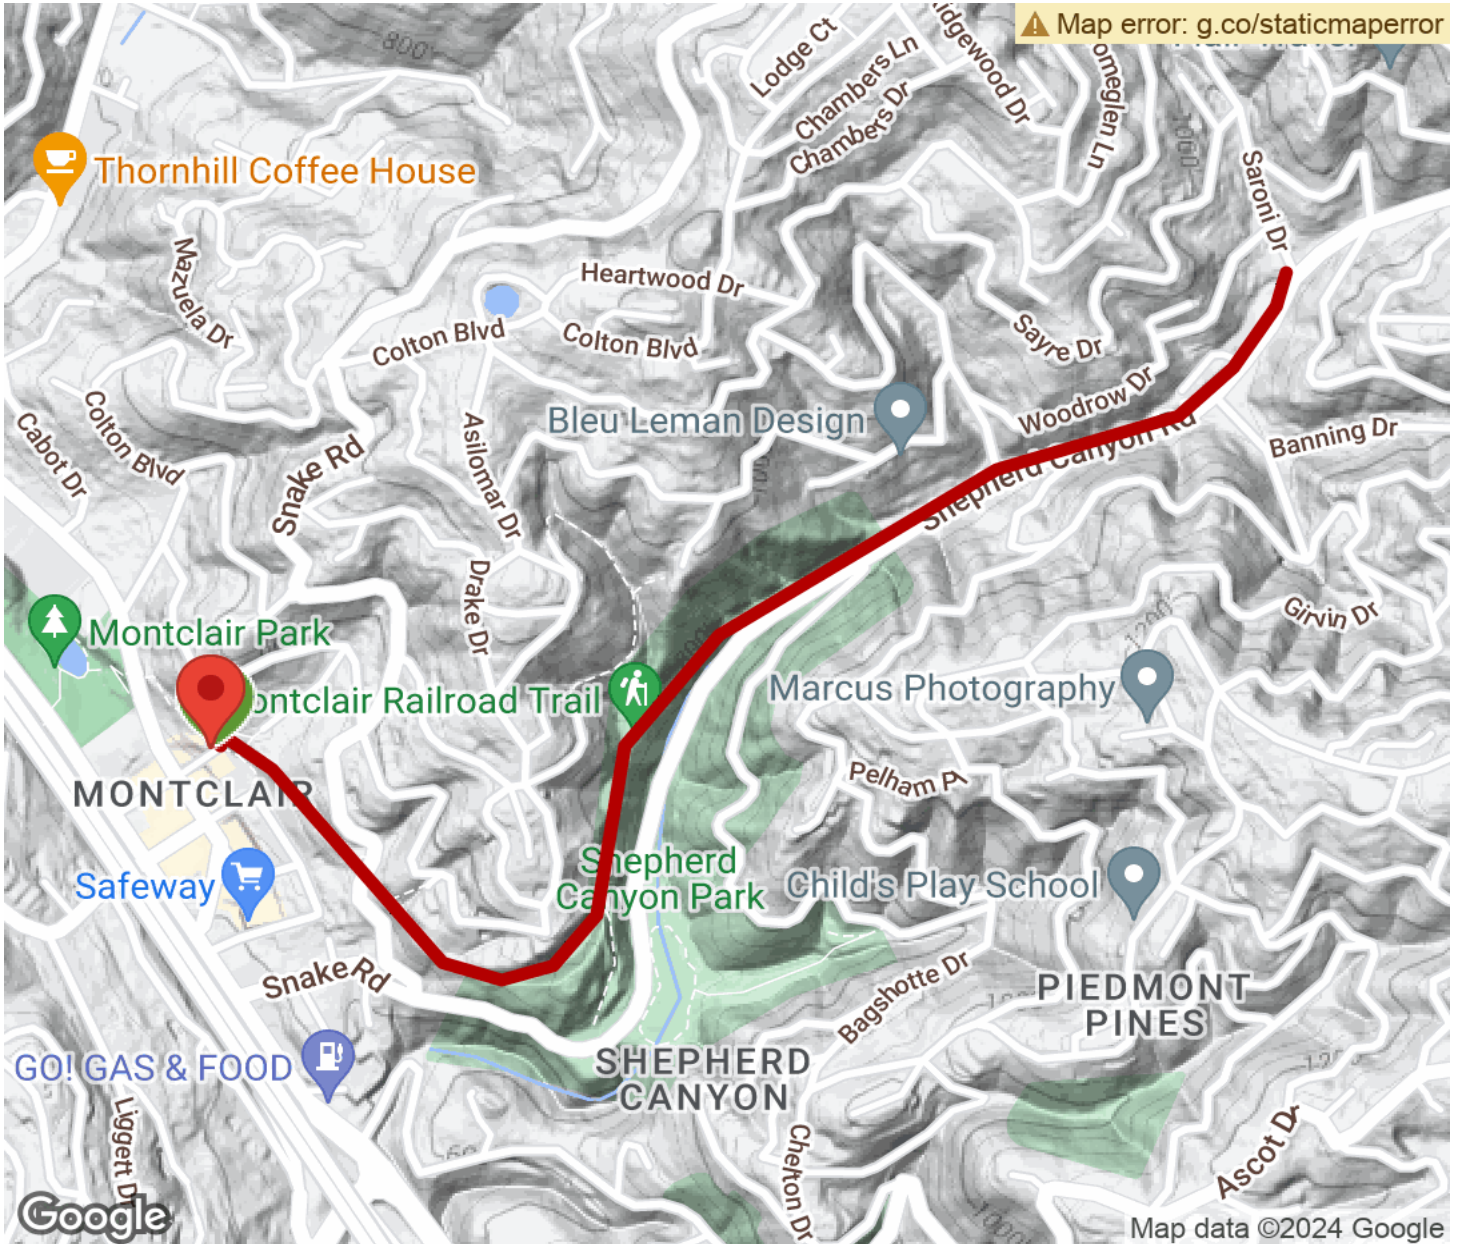 Map error: g.co/staticmaperror
800'
Lodge Ct
Chambers Ln
Chambers Dr
1000
Saroni Dr
Thornhill Coffee House
Mazuela Dr
Heartwood Dr
Colton Blvd
Colton Blvd
Sayre Dr
Woodrow Dr
Bleu Leman Design
Shepherd Canyon Rd
Banning Dr
Colton Blvd
Cabot Dr
Snake Rd
Asilomar Dr
Drake Dr
Girvin Dr
1200'
Montclair Park
ontclair Railroad Trail
Marcus Photography
MONTCLAIR
Pelham Pl
Safeway
Shepherd
Canyon Park
Child's Play School
Snake Rd
Bagshotte Dr
PIEDMONT
PINES
GO! GAS & FOOD
SHEPHERD
CANYON
Liggett Dr
Chelton Dr
Ascot Dr
1000'
Google
Map data ©2024 Google